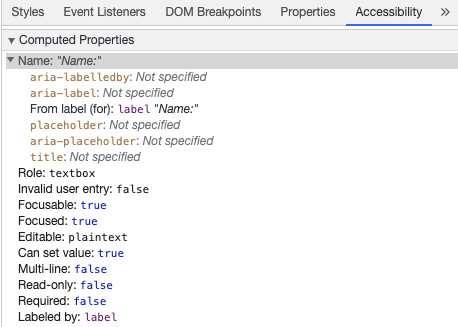 Styles Event Listeners DOM Breakpoints Properties Accessibility »
▼ Computed Properties
▼ Name: "Name:"
aria-labelledby: Not specified
aria-label: Not specified
From label (for): label "Name:"
placeholder: Not specified
aria-placeholder: Not specified
title: Not specified
Role: textbox
Invalid user entry: false
Focusable: true
Focused: true
Editable: plaintext
Can set value: true
Multi-line: false
Read-only: false
Required: false
Labeled by: label